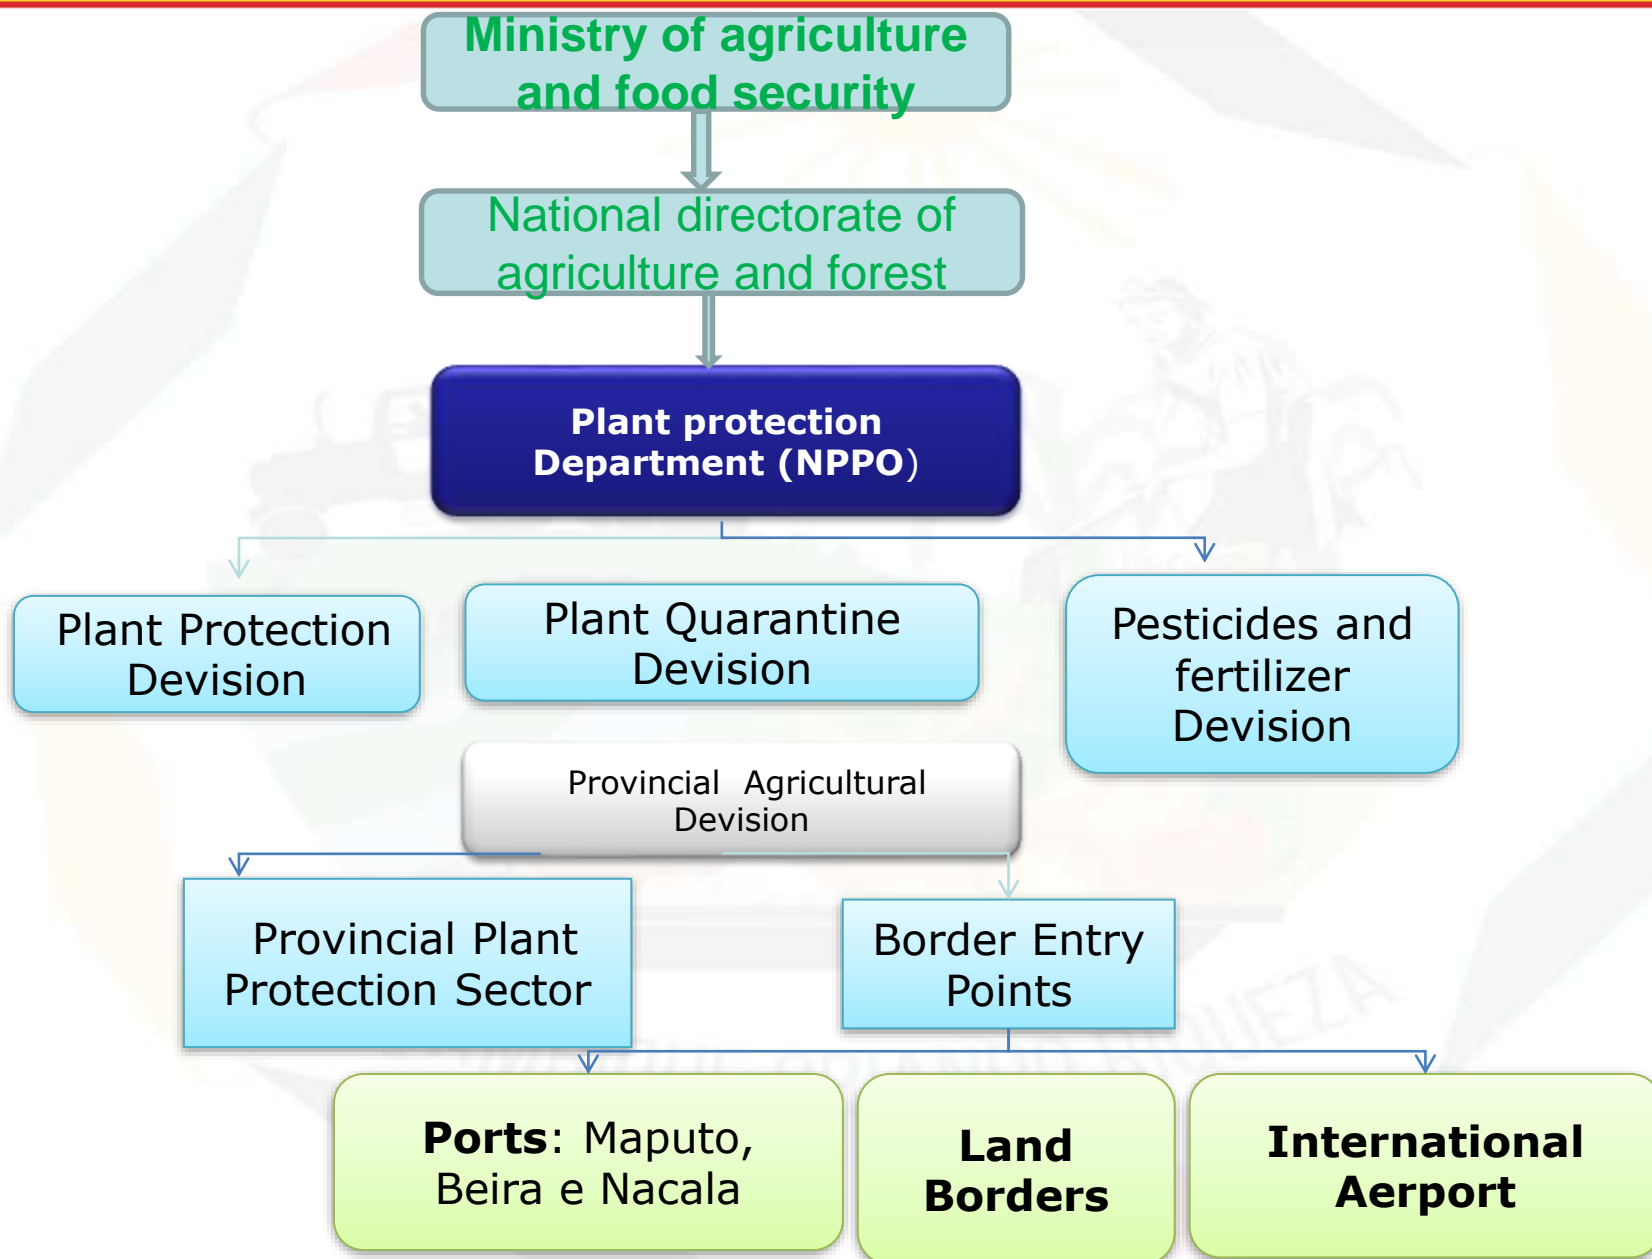 Ministry of agriculture
and food security
National directorate of
agriculture and forest
Plant protection
Department (NPPO)
Plant Protection
Devision
Plant Quarantine
Devision
Pesticides and
fertilizer
Devision
Provincial Agricultural
Devision
Provincial Plant
Protection Sector
Border Entry
Points
Ports: Maputo,
Beira e Nacala
Land
Borders
International
Aerport